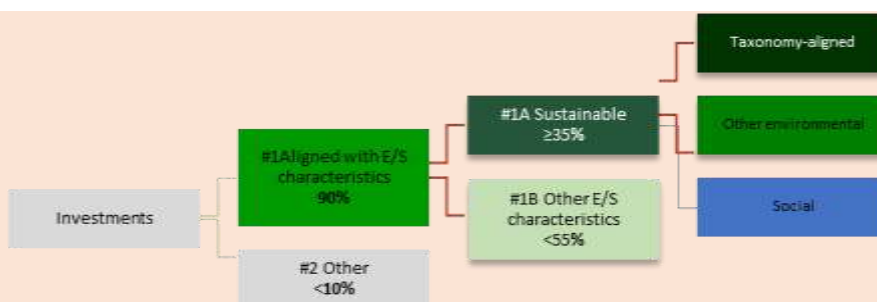 Investments
#1Aligned with E/S
characteristics
90%
#2 Other
<10%
#1A Sustainable
≥35%
#1B Other E/S
characteristics
<55%
Taxonomy-aligned
Other environmental
Social